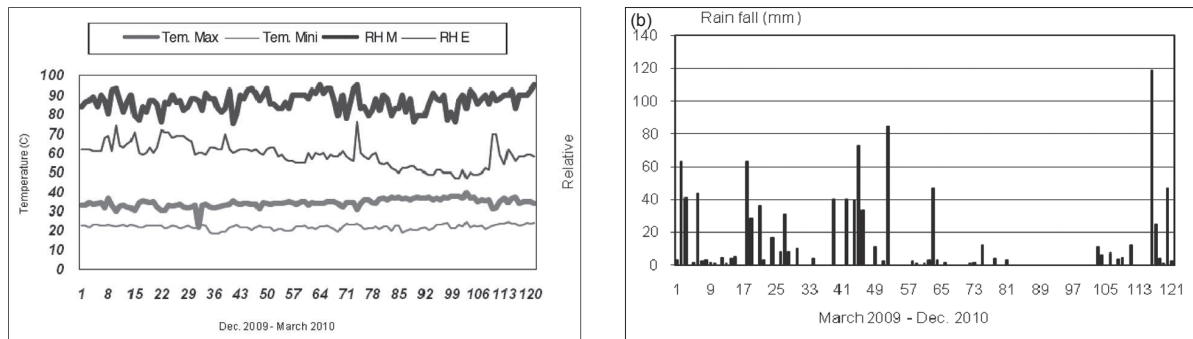 Tem. Max Tem. Mini RH M RH E
100
90
80
70
60
50
40
30
20
10
0
Temperature (C)
Relative
1 8 15 22 29 36 43 50 57 64 71 78 85 92 99 106 113 120
Dec. 2009 - March 2010
(b) Rain fall (mm)
140
120
100
80
60
40
20
0
1 9 17 25 33 41 49 57 65 73 81 89 97 105 113 121
March 2009 - Dec. 2010